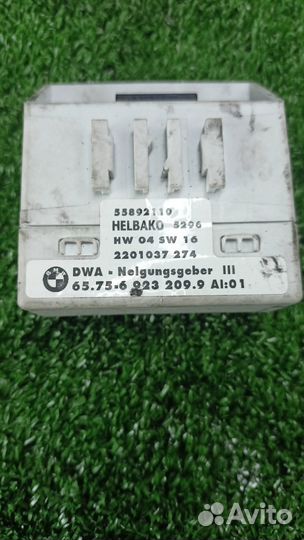 55892110
HELBAKO 5296
HW 04 SW 16
2201037 274
BMW
DWA - Neigungsgeber III
65.75-6 923 209.9 AI:01
Avito